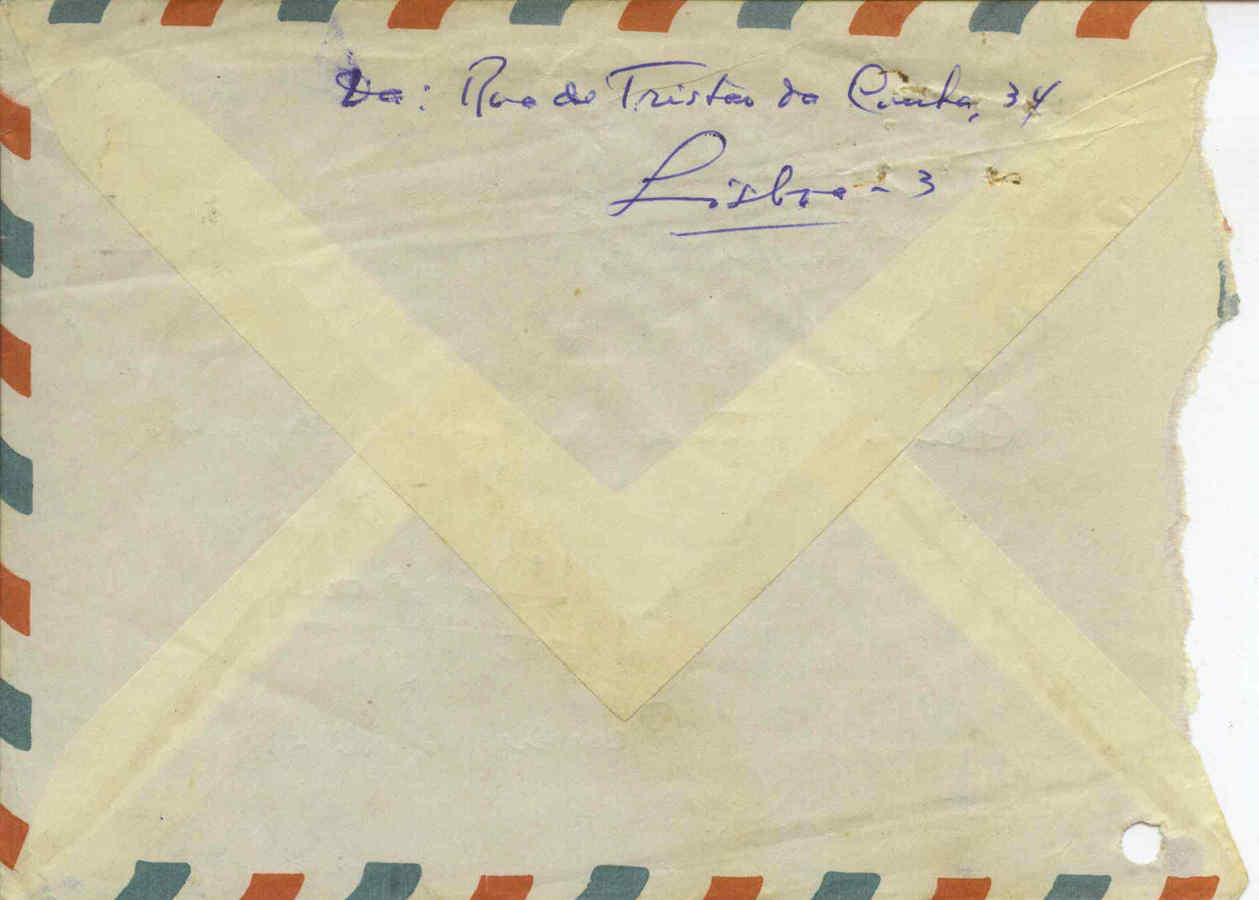 Da: Rua de Tristão da Cunha, 34
Lisboa - 3